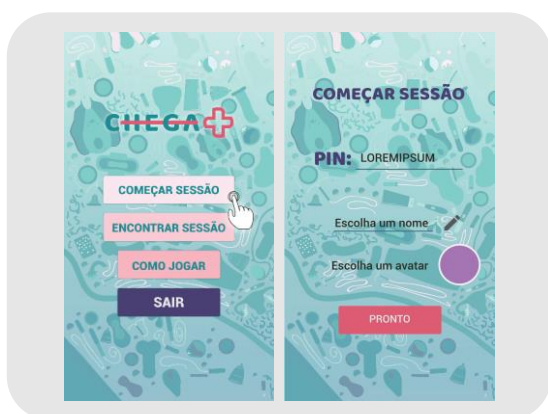 CHEGA
COMEÇAR SESSÃO
ENCONTRAR SESSÃO
COMO JOGAR
SAIR
COMEÇAR SESSÃO
PIN: LOREMIPSUM
Escolha um nome
Escolha um avatar
PRONTO